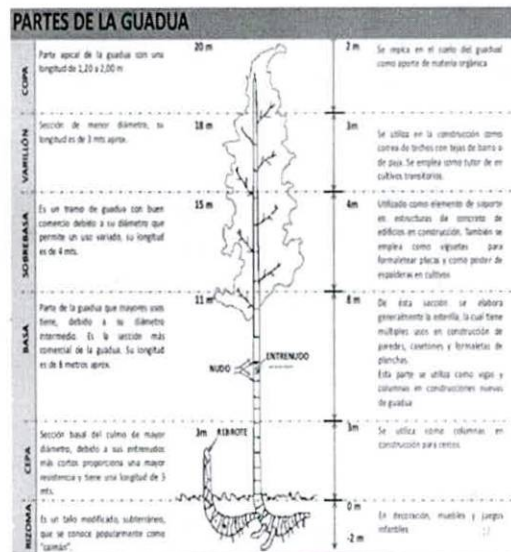 PARTES DE LA GUADUA
COPA
Parte apical de la guadua con una
longitud de 1,20 a 2,00 m
20 m
2 m
Se repica en el suelo del guadual
como aporte de materia orgánica
VARILLÓN
Sección de menor diámetro, su
longitud es de 3 mts aprox.
18 m
3m
Se utiliza en la construcción como
correa de techos con tejas de barro o
de paja. Se emplea como tutor de en
cultivos transitorios.
SOBREBASA
Es un tramo de guadua con buen
comercio debido a su diámetro que
permite un uso variado, su longitud
es de 4 mts.
15 m
4m
Utilizado como elemento de soporte
en estructuras de concreto de
edificios en construcción. También se
emplea como viguetas para
formaletear placas y como postes de
espalderas en cultivos
BASA
Parte de la guadua que mayores usos
tiene, debido a su diámetro
intermedio. Es la sección más
comercial de la guadua. Su longitud
es de 8 metros aprox.
11 m
NUDO
ENTRENUDO
8 m
De ésta sección se elabora
generalmente la esterilla, la cual tiene
múltiples usos en construcción de
paredes, casetones y formaletas de
planchas.
Esta parte se utiliza como vigas y
columnas en construcciones nuevas
de guadua
CEPA
Sección basal del culmo de mayor
diámetro, debido a sus entrenudos
más cortos proporciona una mayor
resistencia y tiene una longitud de 3
mts.
3m
REBROTE
3m
Se utiliza como columnas en
construcción para cercos.
RIZOMA
Es un tallo modificado, subterráneo,
que se conoce popularmente como
"caimán".
0 m
-2 m
En decoración, muebles y juegos
infantiles